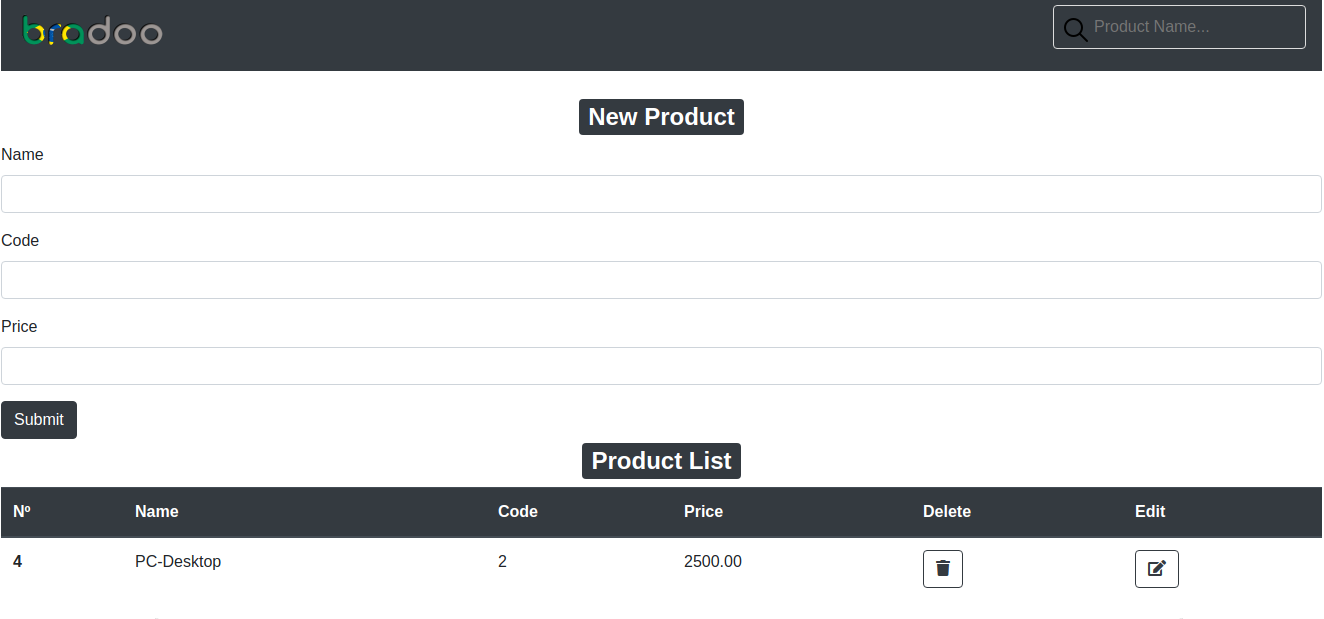 bradoo
Product Name...
New Product
Name
Code
Price
Submit
Product List
Nº Name Code Price Delete Edit
4 PC-Desktop 2 2500.00